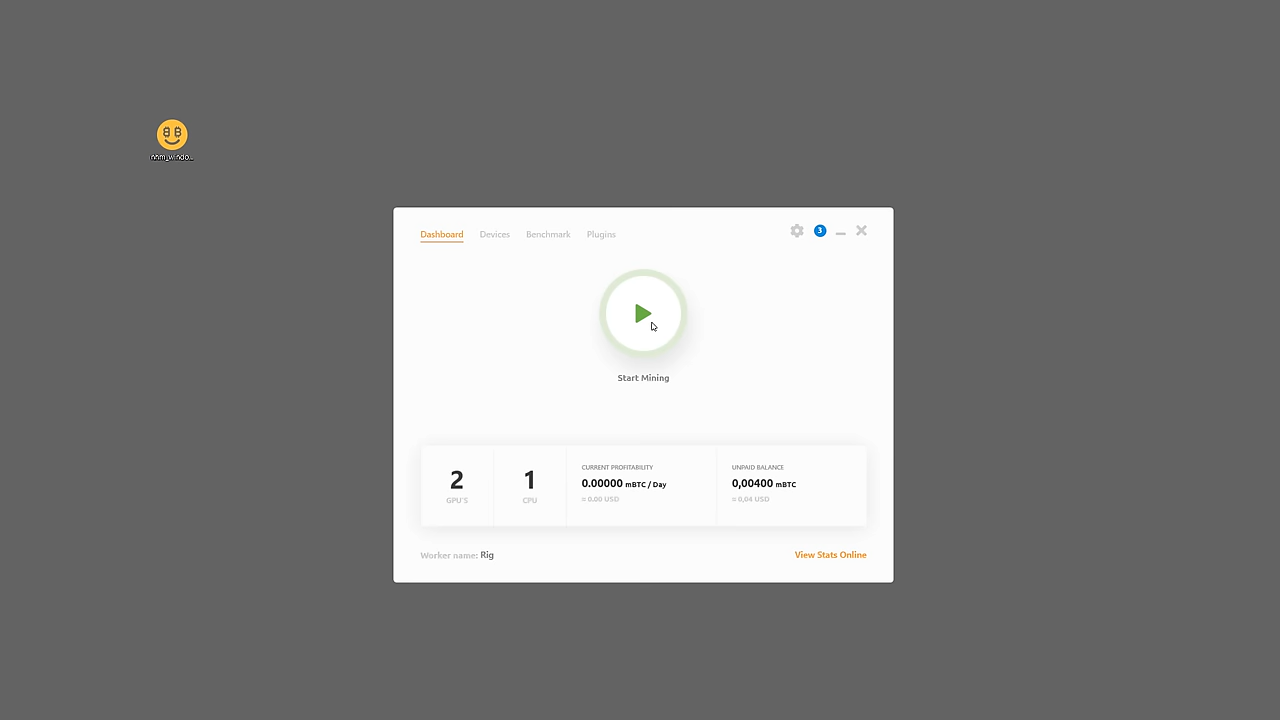 nhm_windo...
Dashboard Devices Benchmark Plugins 3
Start Mining
2 1 CURRENT PROFITABILITY UNPAID BALANCE
0.00000 mBTC / Day 0,00400 mBTC
GPU'S CPU ≈ 0.00 USD ≈ 0,04 USD
Worker name: Rig View Stats Online